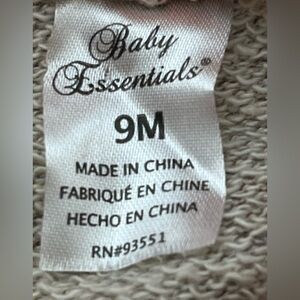 Baby
Essentials®
9M
MADE IN CHINA
FABRIQUÉ EN CHINE
HECHO EN CHINA
RN#93551